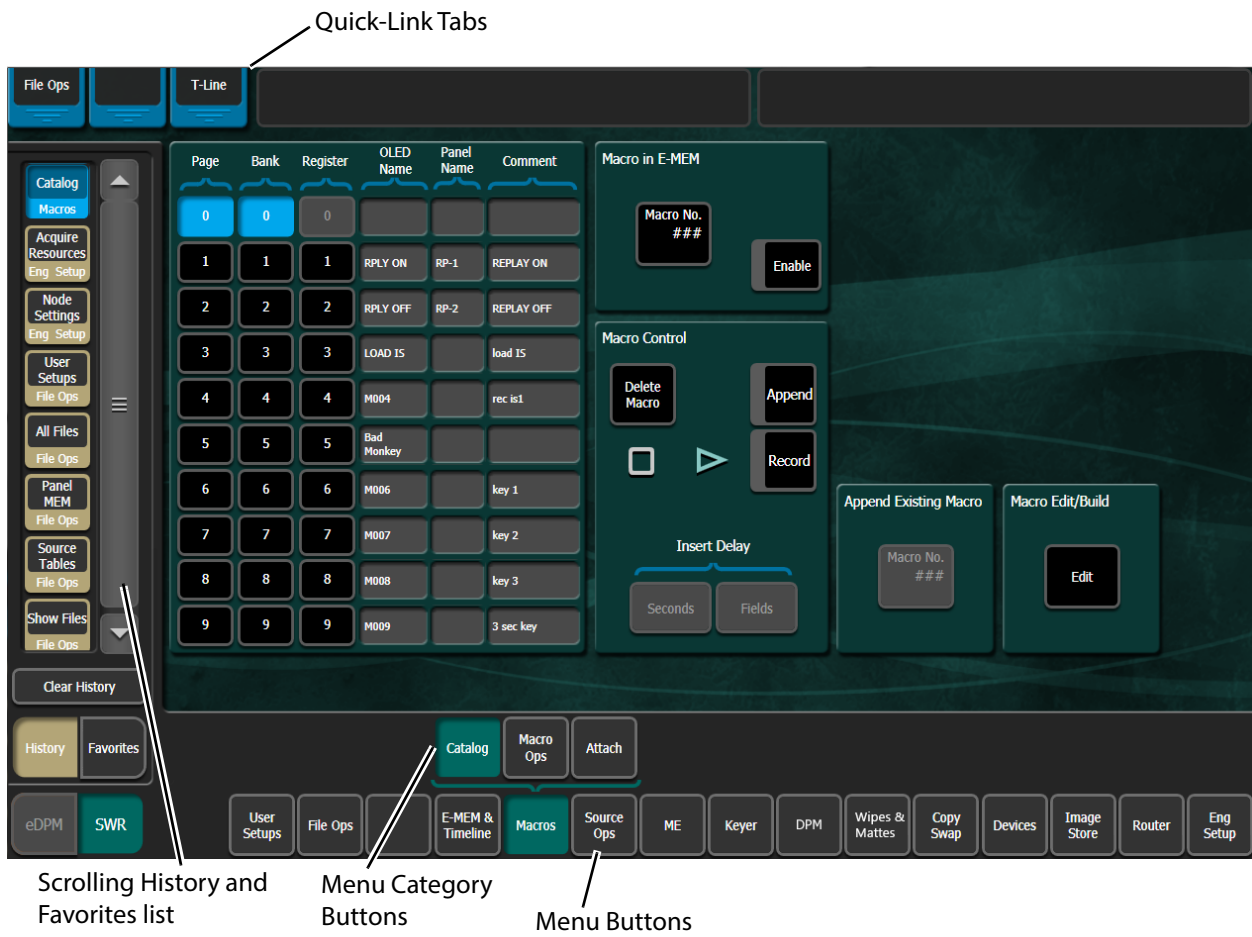 Quick-Link Tabs
File Ops
T-Line
Catalog
Macros
Acquire
Resources
Eng Setup
Node
Settings
Eng Setup
User
Setups
File Ops
All Files
File Ops
Panel
MEM
File Ops
Source
Tables
File Ops
Show Files
File Ops
Clear History
History Favorites
eDPM SWR
Page Bank Register OLED Name Panel Name Comment
0 0 0
1 1 1 RPLY ON RP-1 REPLAY ON
2 2 2 RPLY OFF RP-2 REPLAY OFF
3 3 3 LOAD IS load IS
4 4 4 M004 rec is1
5 5 5 Bad Monkey
6 6 6 M006 key 1
7 7 7 M007 key 2
8 8 8 M008 key 3
9 9 9 M009 3 sec key
Macro in E-MEM
Macro No.
###
Enable
Macro Control
Delete
Macro
Append
Record
Insert Delay
Seconds Fields
Append Existing Macro
Macro No.
###
Macro Edit/Build
Edit
Catalog
Macro
Ops
Attach
User
Setups
File Ops
E-MEM &
Timeline
Macros
Source
Ops
ME
Keyer
DPM
Wipes &
Mattes
Copy
Swap
Devices
Image
Store
Router
Eng
Setup
Scrolling History and
Favorites list
Menu Category
Buttons
Menu Buttons